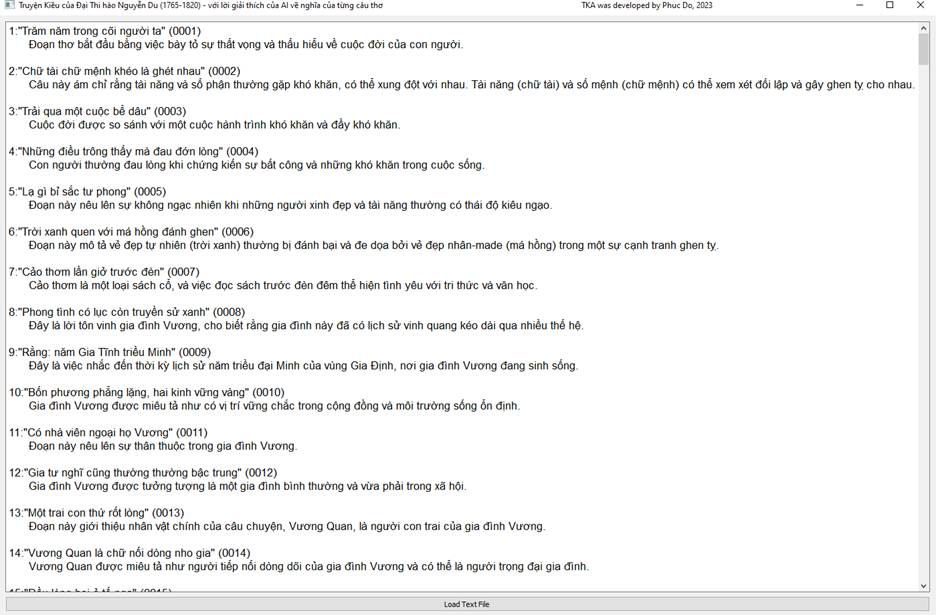 Truyện Kiều của Đại Thi hào Nguyễn Du (1765-1820) - với lời giải thích của AI về nghĩa của từng câu thơ TKA was developed by Phuc Do, 2023
1:"Trăm năm trong cõi người ta" (0001)
Đoạn thơ bắt đầu bằng việc bày tỏ sự thất vọng và thấu hiểu về cuộc đời của con người.
2:"Chữ tài chữ mệnh khéo là ghét nhau" (0002)
Câu này ám chỉ rằng tài năng và số phận thường gặp khó khăn, có thể xung đột với nhau. Tài năng (chữ tài) và số mệnh (chữ mệnh) có thể xem xét đối lập và gây ghen tỵ cho nhau.
3:"Trải qua một cuộc bể dâu" (0003)
Cuộc đời được so sánh với một cuộc hành trình khó khăn và đầy khó khăn.
4:"Những điều trông thấy mà đau đớn lòng" (0004)
Con người thường đau lòng khi chứng kiến sự bất công và những khó khăn trong cuộc sống.
5:"Lạ gì bỉ sắc tư phong" (0005)
Đoạn này nêu lên sự không ngạc nhiên khi những người xinh đẹp và tài năng thường có thái độ kiêu ngạo.
6:"Trời xanh quen với má hồng đánh ghen" (0006)
Đoạn này mô tả vẻ đẹp tự nhiên (trời xanh) thường bị đánh bại và đe dọa bởi vẻ đẹp nhân-made (má hồng) trong một sự cạnh tranh ghen tỵ.
7:"Cảo thơm lần giở trước đèn" (0007)
Cảo thơm là một loại sách cổ, và việc đọc sách trước đèn đêm thể hiện tình yêu với tri thức và văn học.
8:"Phong tình có lục còn truyền sử xanh" (0008)
Đây là lời tôn vinh gia đình Vương, cho biết rằng gia đình này đã có lịch sử vinh quang kéo dài qua nhiều thế hệ.
9:"Rằng: năm Gia Tĩnh triều Minh" (0009)
Đây là việc nhắc đến thời kỳ lịch sử năm triều đại Minh của vùng Gia Định, nơi gia đình Vương đang sinh sống.
10:"Bốn phương phẳng lặng, hai kinh vững vàng" (0010)
Gia đình Vương được miêu tả như có vị trí vững chắc trong cộng đồng và môi trường sống ổn định.
11:"Có nhà viên ngoại họ Vương" (0011)
Đoạn này nêu lên sự thân thuộc trong gia đình Vương.
12:"Gia tư nghĩ cũng thường thường bậc trung" (0012)
Gia đình Vương được tưởng tượng là một gia đình bình thường và vừa phải trong xã hội.
13:"Một trai con thứ rốt lòng" (0013)
Đoạn này giới thiệu nhân vật chính của câu chuyện, Vương Quan, là người con trai của gia đình Vương.
14:"Vương Quan là chữ nối dòng nho gia" (0014)
Vương Quan được miêu tả như người tiếp nối dòng dõi của gia đình Vương và có thể là người trọng đại gia đình.
Load Text File